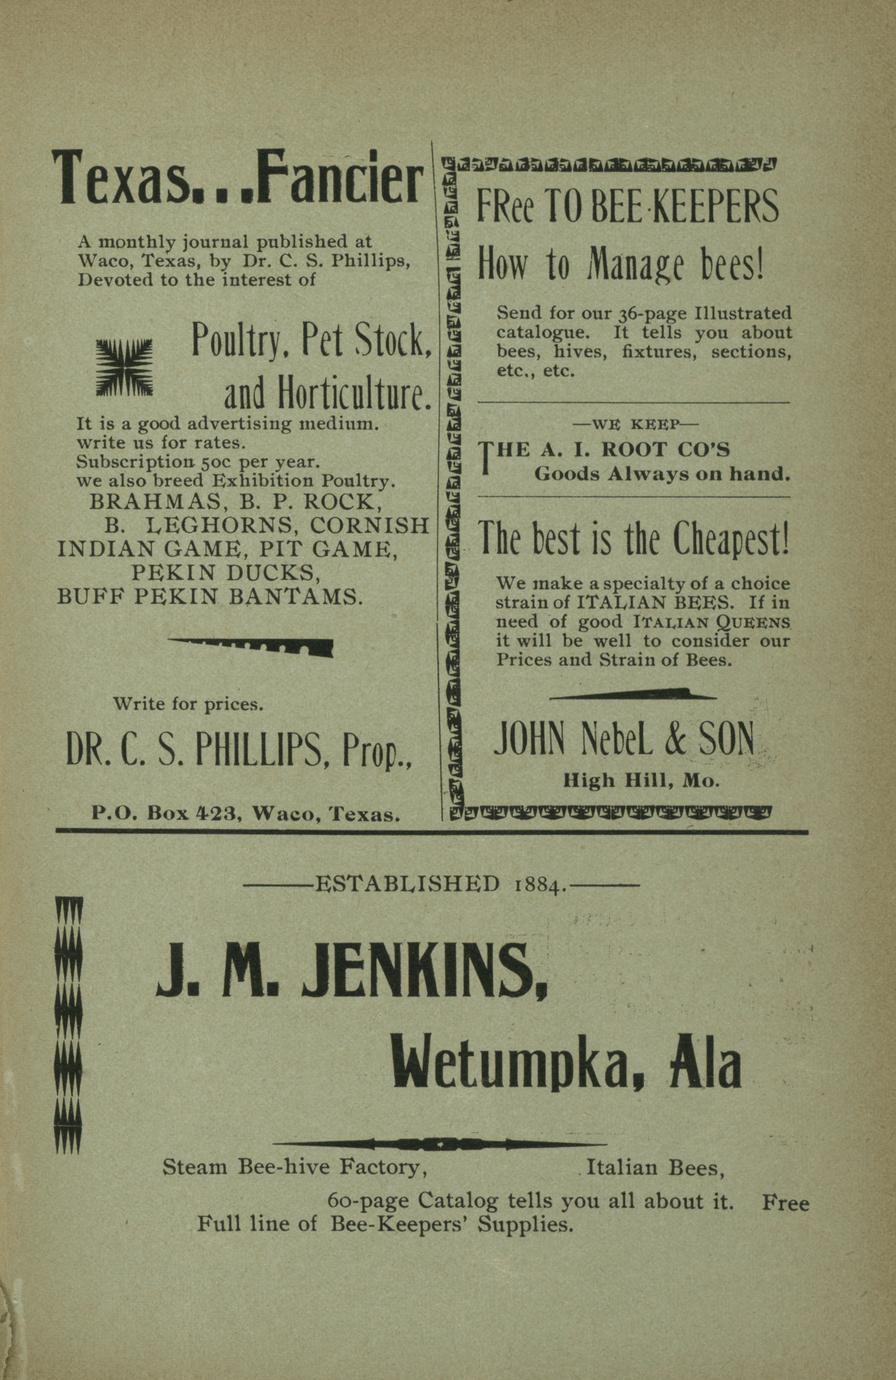 Texas...Fancier
A monthly journal published at
Waco, Texas, by Dr. C. S. Phillips,
Devoted to the interest of
Poultry, Pet Stock,
and Horticulture.
It is a good advertising medium.
write us for rates.
Subscription 50c per year.
we also breed Exhibition Poultry.
BRAHMAS, B. P. ROCK,
B. LEGHORNS, CORNISH
INDIAN GAME, PIT GAME,
PEKIN DUCKS,
BUFF PEKIN BANTAMS.
Write for prices.
DR. C. S. PHILLIPS, Prop.,
P.O. Box 423, Waco, Texas.
FRee TO BEE-KEEPERS
How to Manage bees!
Send for our 36-page Illustrated
catalogue. It tells you about
bees, hives, fixtures, sections,
etc., etc.
—WE KEEP—
THE A. I. ROOT CO'S
Goods Always on hand.
The best is the Cheapest!
We make a specialty of a choice
strain of ITALIAN BEES. If in
need of good ITALIAN QUEENS
it will be well to consider our
Prices and Strain of Bees.
JOHN NebeL & SON
High Hill, Mo.
——ESTABLISHED 1884.——
J. M. JENKINS,
Wetumpka, Ala
Steam Bee-hive Factory, Italian Bees,
60-page Catalog tells you all about it. Free
Full line of Bee-Keepers' Supplies.